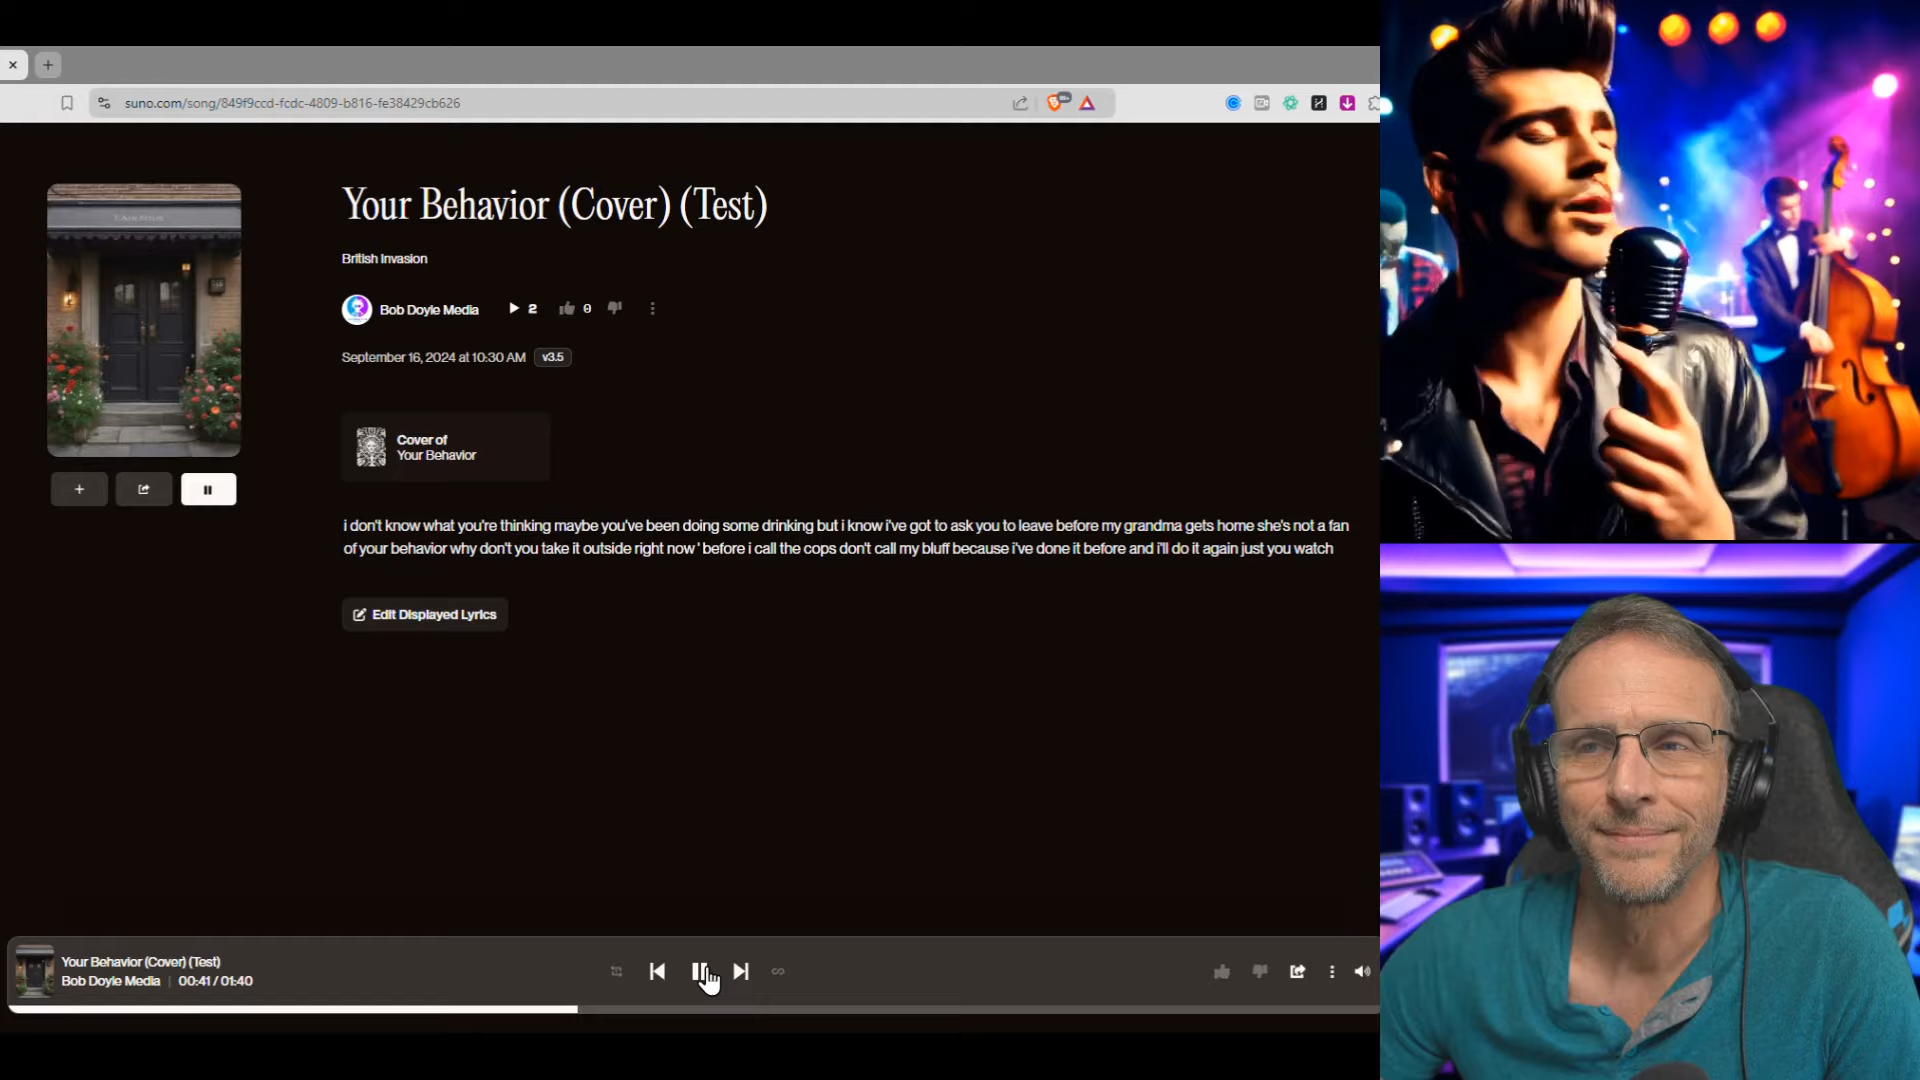 suno.com/song/849f9ccd-fcdc-4809-b816-fe38429cb626
Your Behavior (Cover) (Test)
British Invasion
Bob Doyle Media
2
0
September 16, 2024 at 10:30 AM
v3.5
Cover of
Your Behavior
i don't know what you're thinking maybe you've been doing some drinking but i know i've got to ask you to leave before my grandma gets home she's not a fan
of your behavior why don't you take it outside right now ' before i call the cops don't call my bluff because i've done it before and i'll do it again just you watch
Edit Displayed Lyrics
Your Behavior (Cover) (Test)
Bob Doyle Media | 00:41 / 01:40